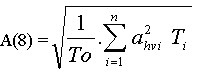 A(8) = √(1/To · ∑_{i=1}^{n} a²_{hvi} T_i)